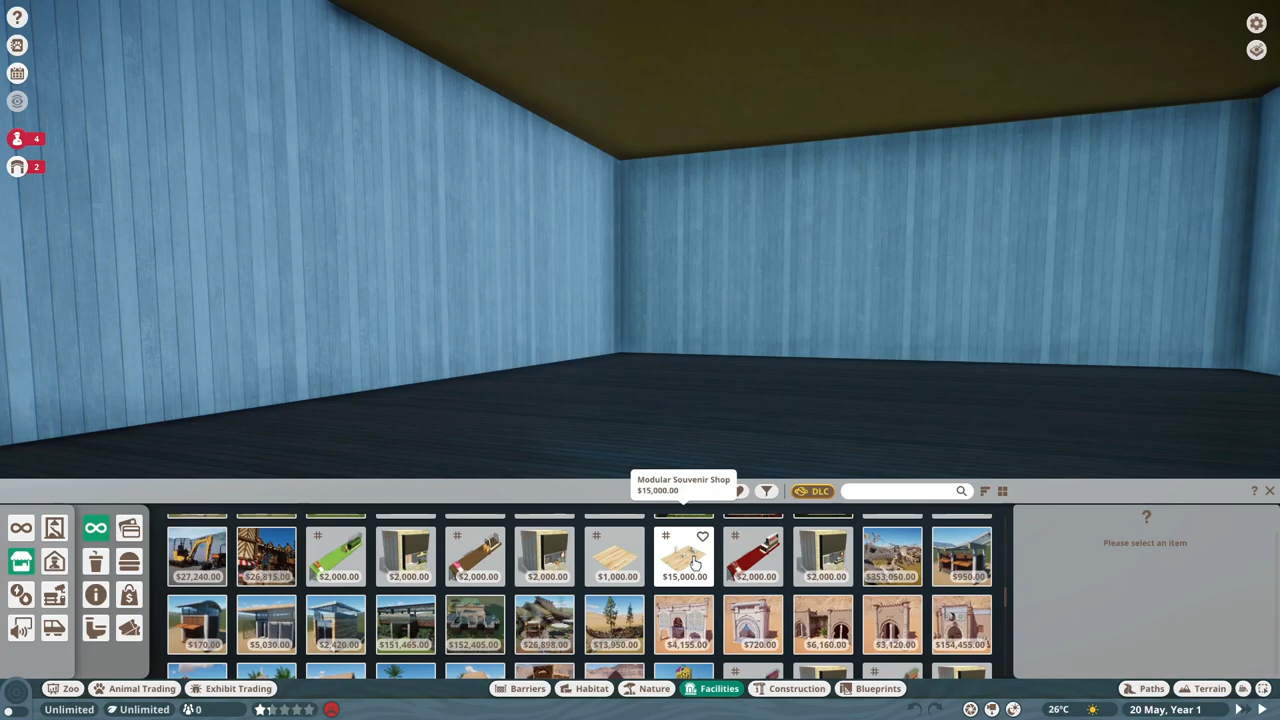 ?
4
2
Modular Souvenir Shop
$15,000.00
DLC
?
$27,240.00
$26,815.00
$2,000.00
$2,000.00
$2,000.00
$2,000.00
$1,000.00
$15,000.00
$2,000.00
$2,000.00
$353,050.00
$950.00
?
Please select an item
$170.00
$5,030.00
$2,420.00
$151,465.00
$152,405.00
$26,898.00
$13,950.00
$4,155.00
$720.00
$6,160.00
$3,120.00
$154,455.00
Zoo
Animal Trading
Exhibit Trading
Barriers
Habitat
Nature
Facilities
Construction
Blueprints
Paths
Terrain
Unlimited
Unlimited
0
26°C
20 May, Year 1